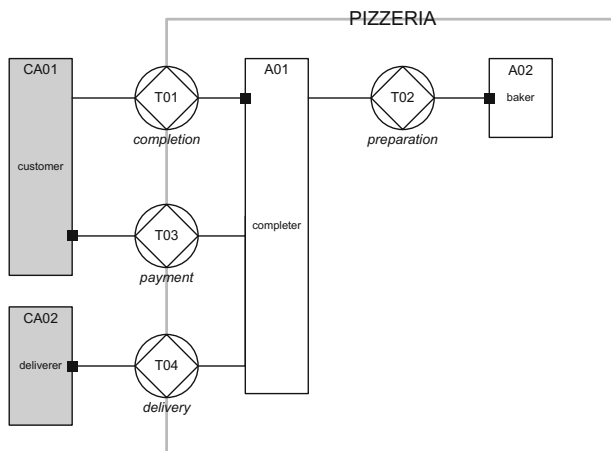 PIZZERIA
CA01
T01
A01
T02
A02
baker
completion
preparation
customer
completer
T03
payment
CA02
deliverer
T04
delivery